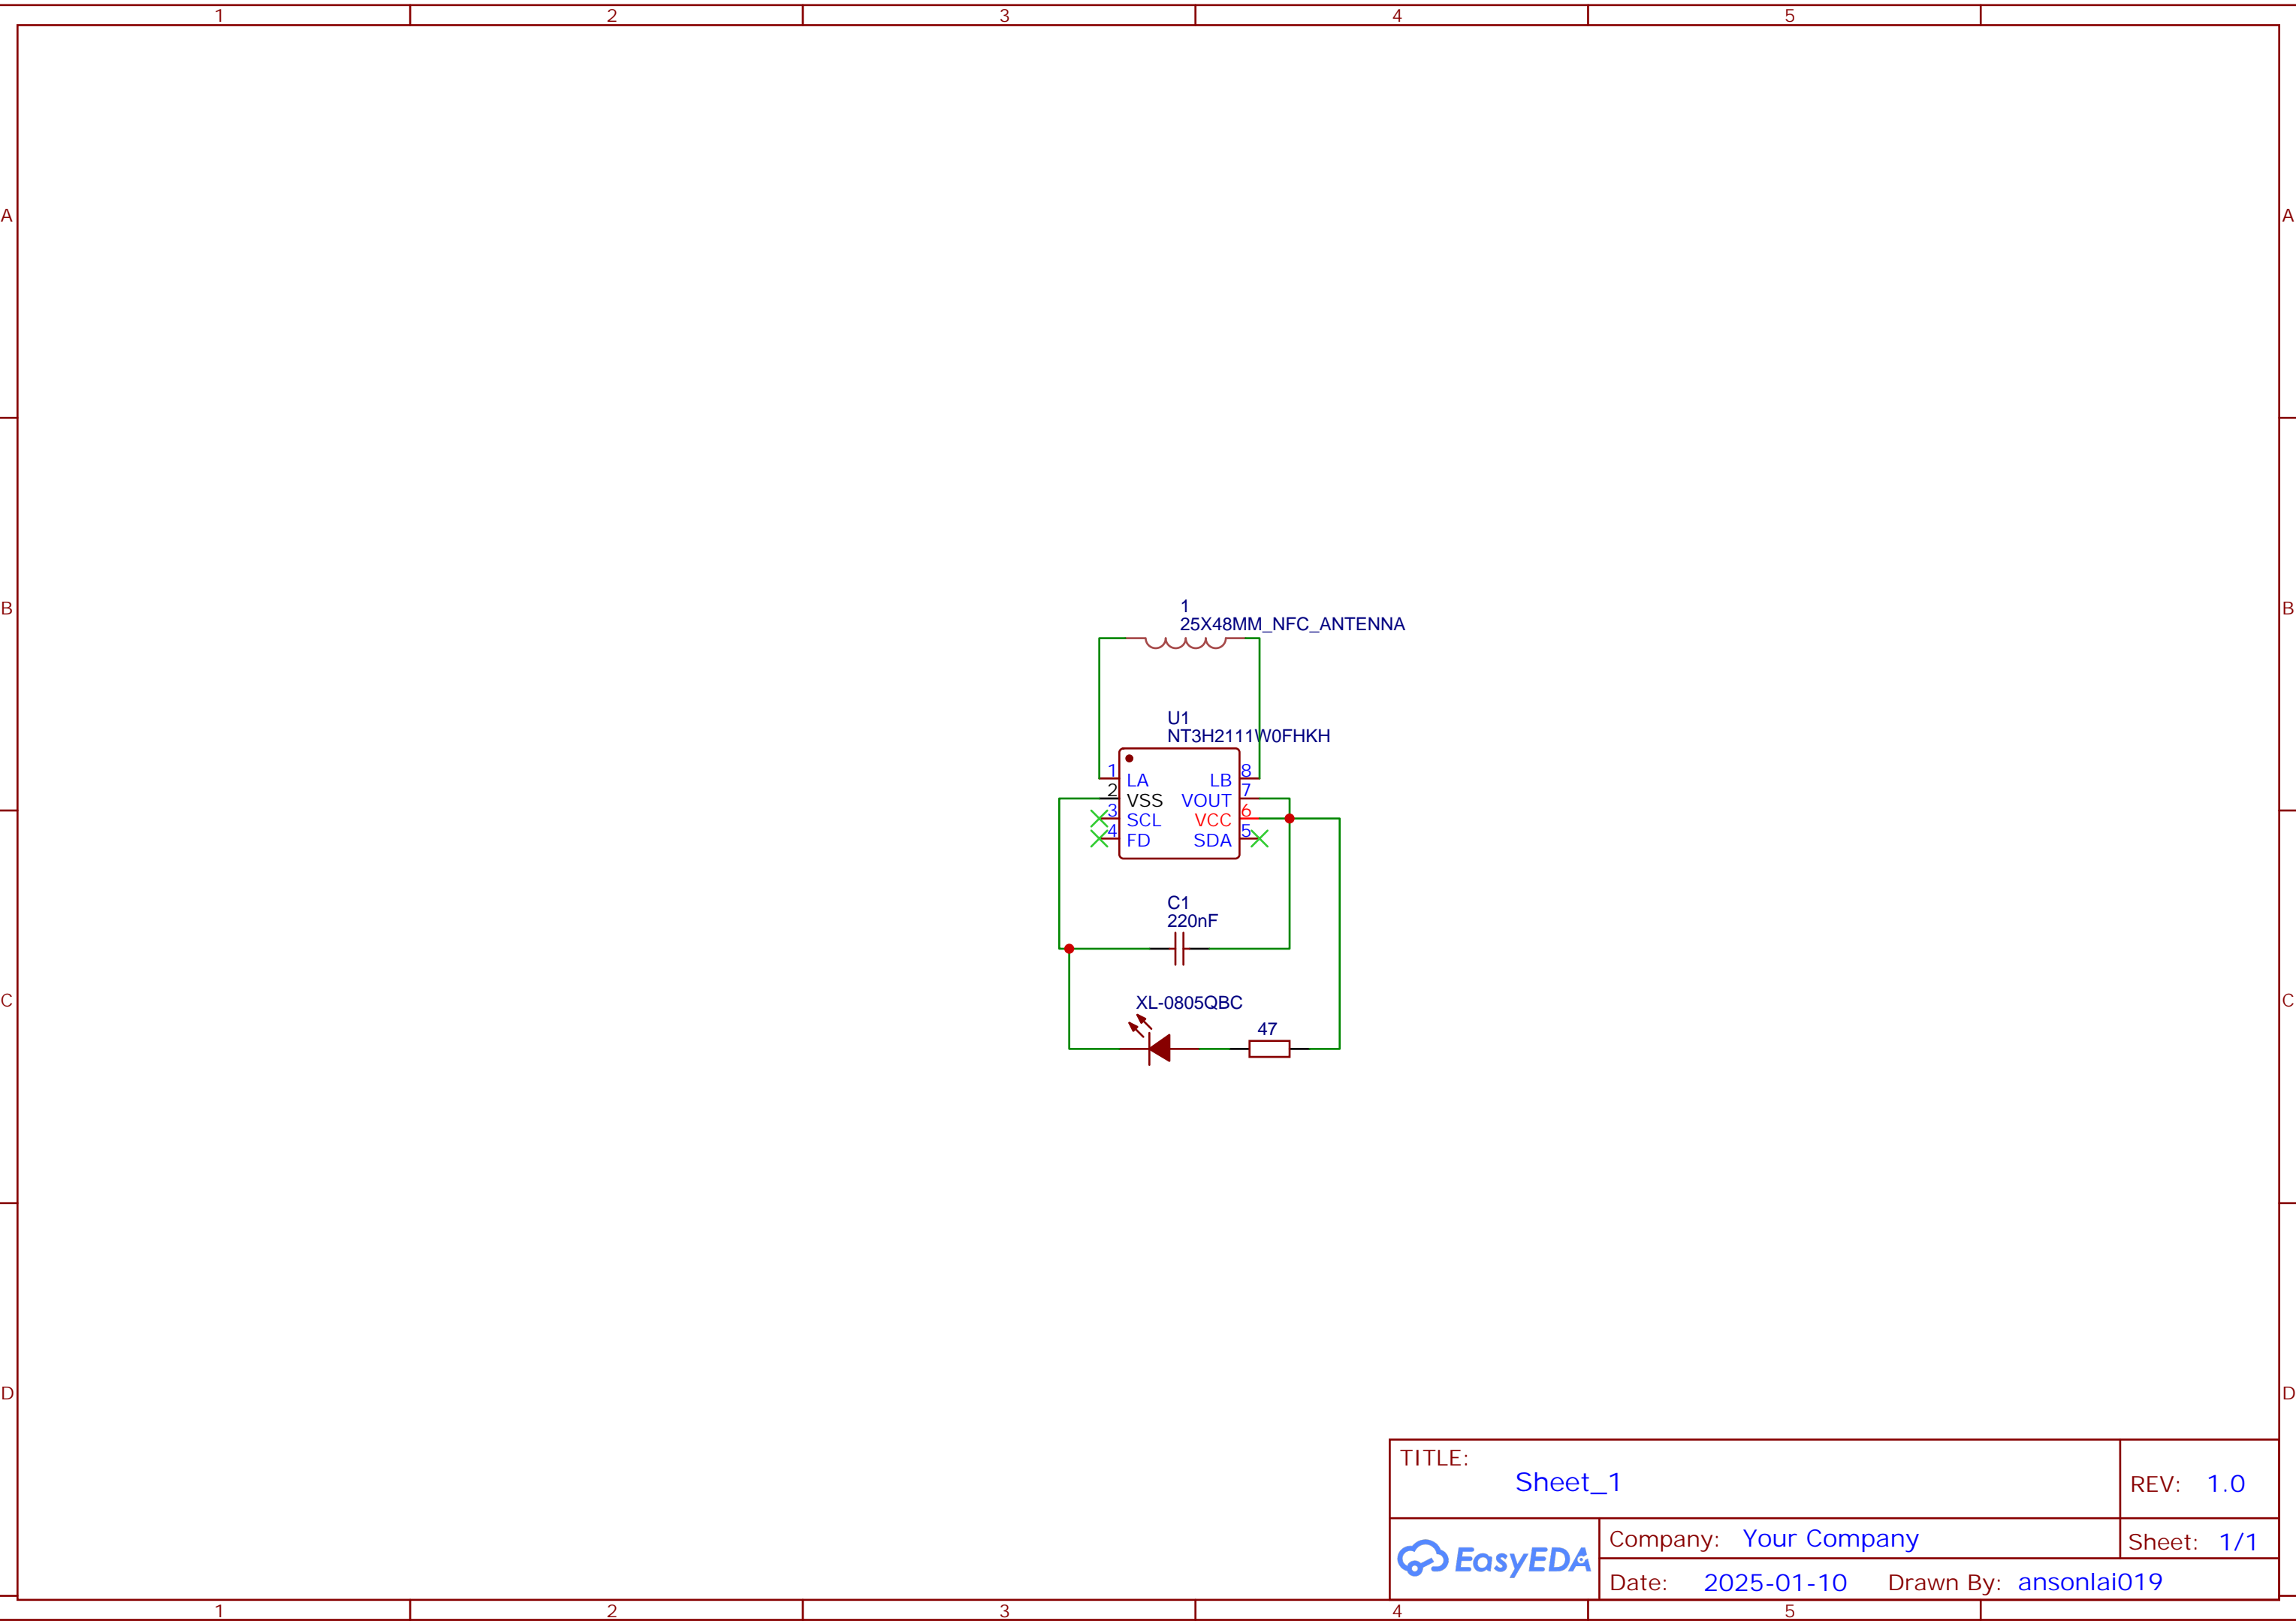 1 2 3 4 5
A A
B B
1
25X48MM_NFC_ANTENNA
U1
NT3H2111W0FHKH
1 LA LB 8
2 VSS VOUT 7
3 SCL VCC 6
4 FD SDA 5
C1
220nF
C C
XL-0805QBC
47
D D
TITLE:
Sheet_1
REV: 1.0
EasyEDA
Company: Your Company
Sheet: 1/1
Date: 2025-01-10 Drawn By: ansonlai019
1 2 3 4 5